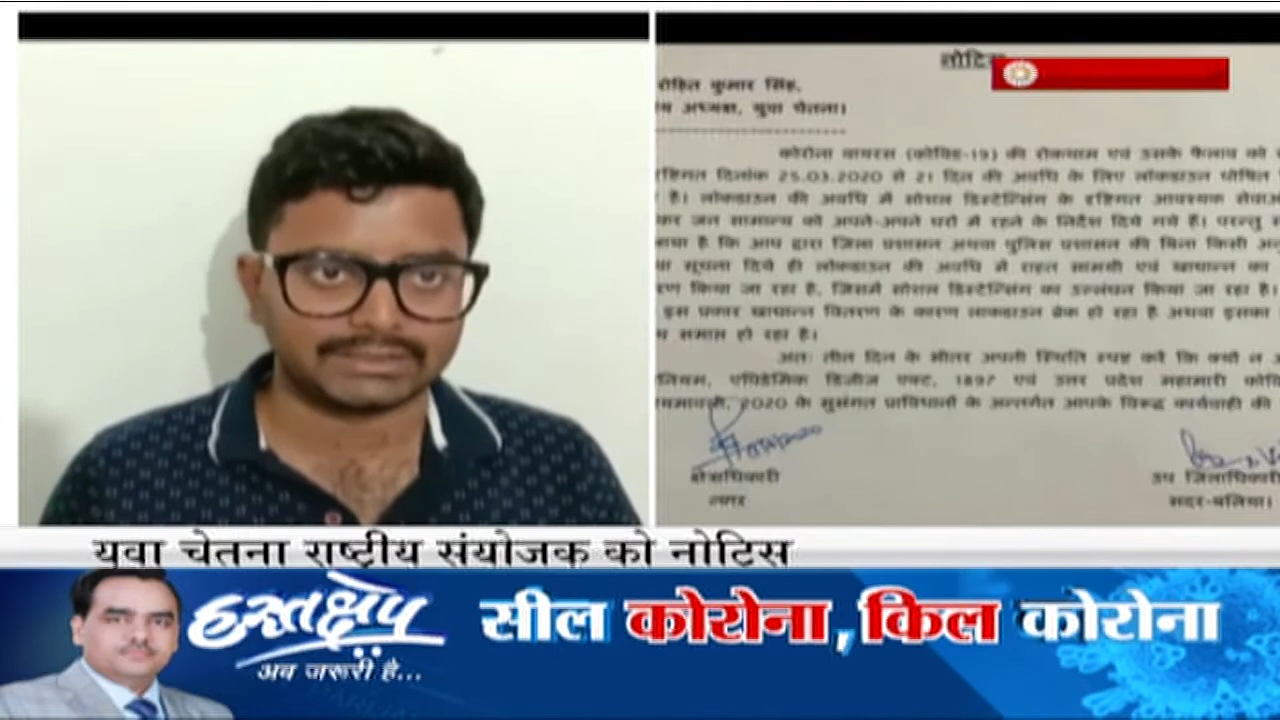 नोटिस
रोहित कुमार सिंह,
अध्यक्ष, युवा चेतना।
कोरोना वायरस (कोविड-19) की रोकथाम एवं उसके फैलाव को
दिनांक 25.03.2020 से 21 दिन की अवधि के लिए लॉकडाउन घोषित
है। लॉकडाउन की अवधि में सोशल डिस्टेन्सिंग के दृष्टिगत आवश्यक
जन सामान्य को अपने-अपने घरों में रहने के निर्देश दिये गये हैं। परन्तु
है कि आप द्वारा जिला प्रशासन अथवा पुलिस प्रशासन की बिना किसी
सूचना दिये ही लॉकडाउन की अवधि में राहत सामग्री एवं खाद्यान्न का
किया जा रहा है, जिसमें सोशल डिस्टेन्सिंग का उल्लंघन किया जा रहा है।
इस प्रकार खाद्यान्न वितरण के कारण लाकडाउन ब्रेक हो रहा है अथवा इसका
समाप्त हो रहा है।
अतः तीन दिन के भीतर अपनी स्थिति स्पष्ट करें कि क्यों न
एपिडेमिक डिजीज एक्ट, 1897 एवं उत्तर प्रदेश महामारी
2020 के सुसंगत प्राविधानों के अन्तर्गत आपके विरूद्ध कार्यवाही की
क्षेत्राधिकारी
उप जिलाधिकारी
नगर
सदर-बलिया।
युवा चेतना राष्ट्रीय संयोजक को नोटिस
हस्तक्षेप
अब जरूरी है...
सील कोरोना, किल कोरोना